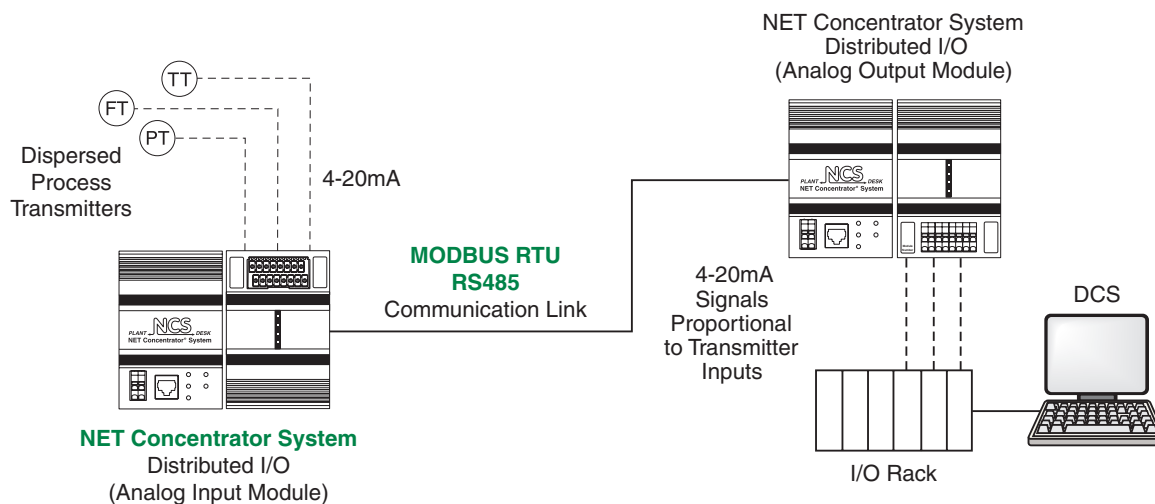 NET Concentrator System
Distributed I/O
(Analog Output Module)
TT
FT
PT
Dispersed
Process
Transmitters
4-20mA
PLANT NCS DESK
NET Concentrator® System
MODBUS RTU
RS485
Communication Link
4-20mA
Signals
Proportional
to Transmitter
Inputs
DCS
PLANT NCS DESK
NET Concentrator® System
NET Concentrator System
Distributed I/O
(Analog Input Module)
I/O Rack